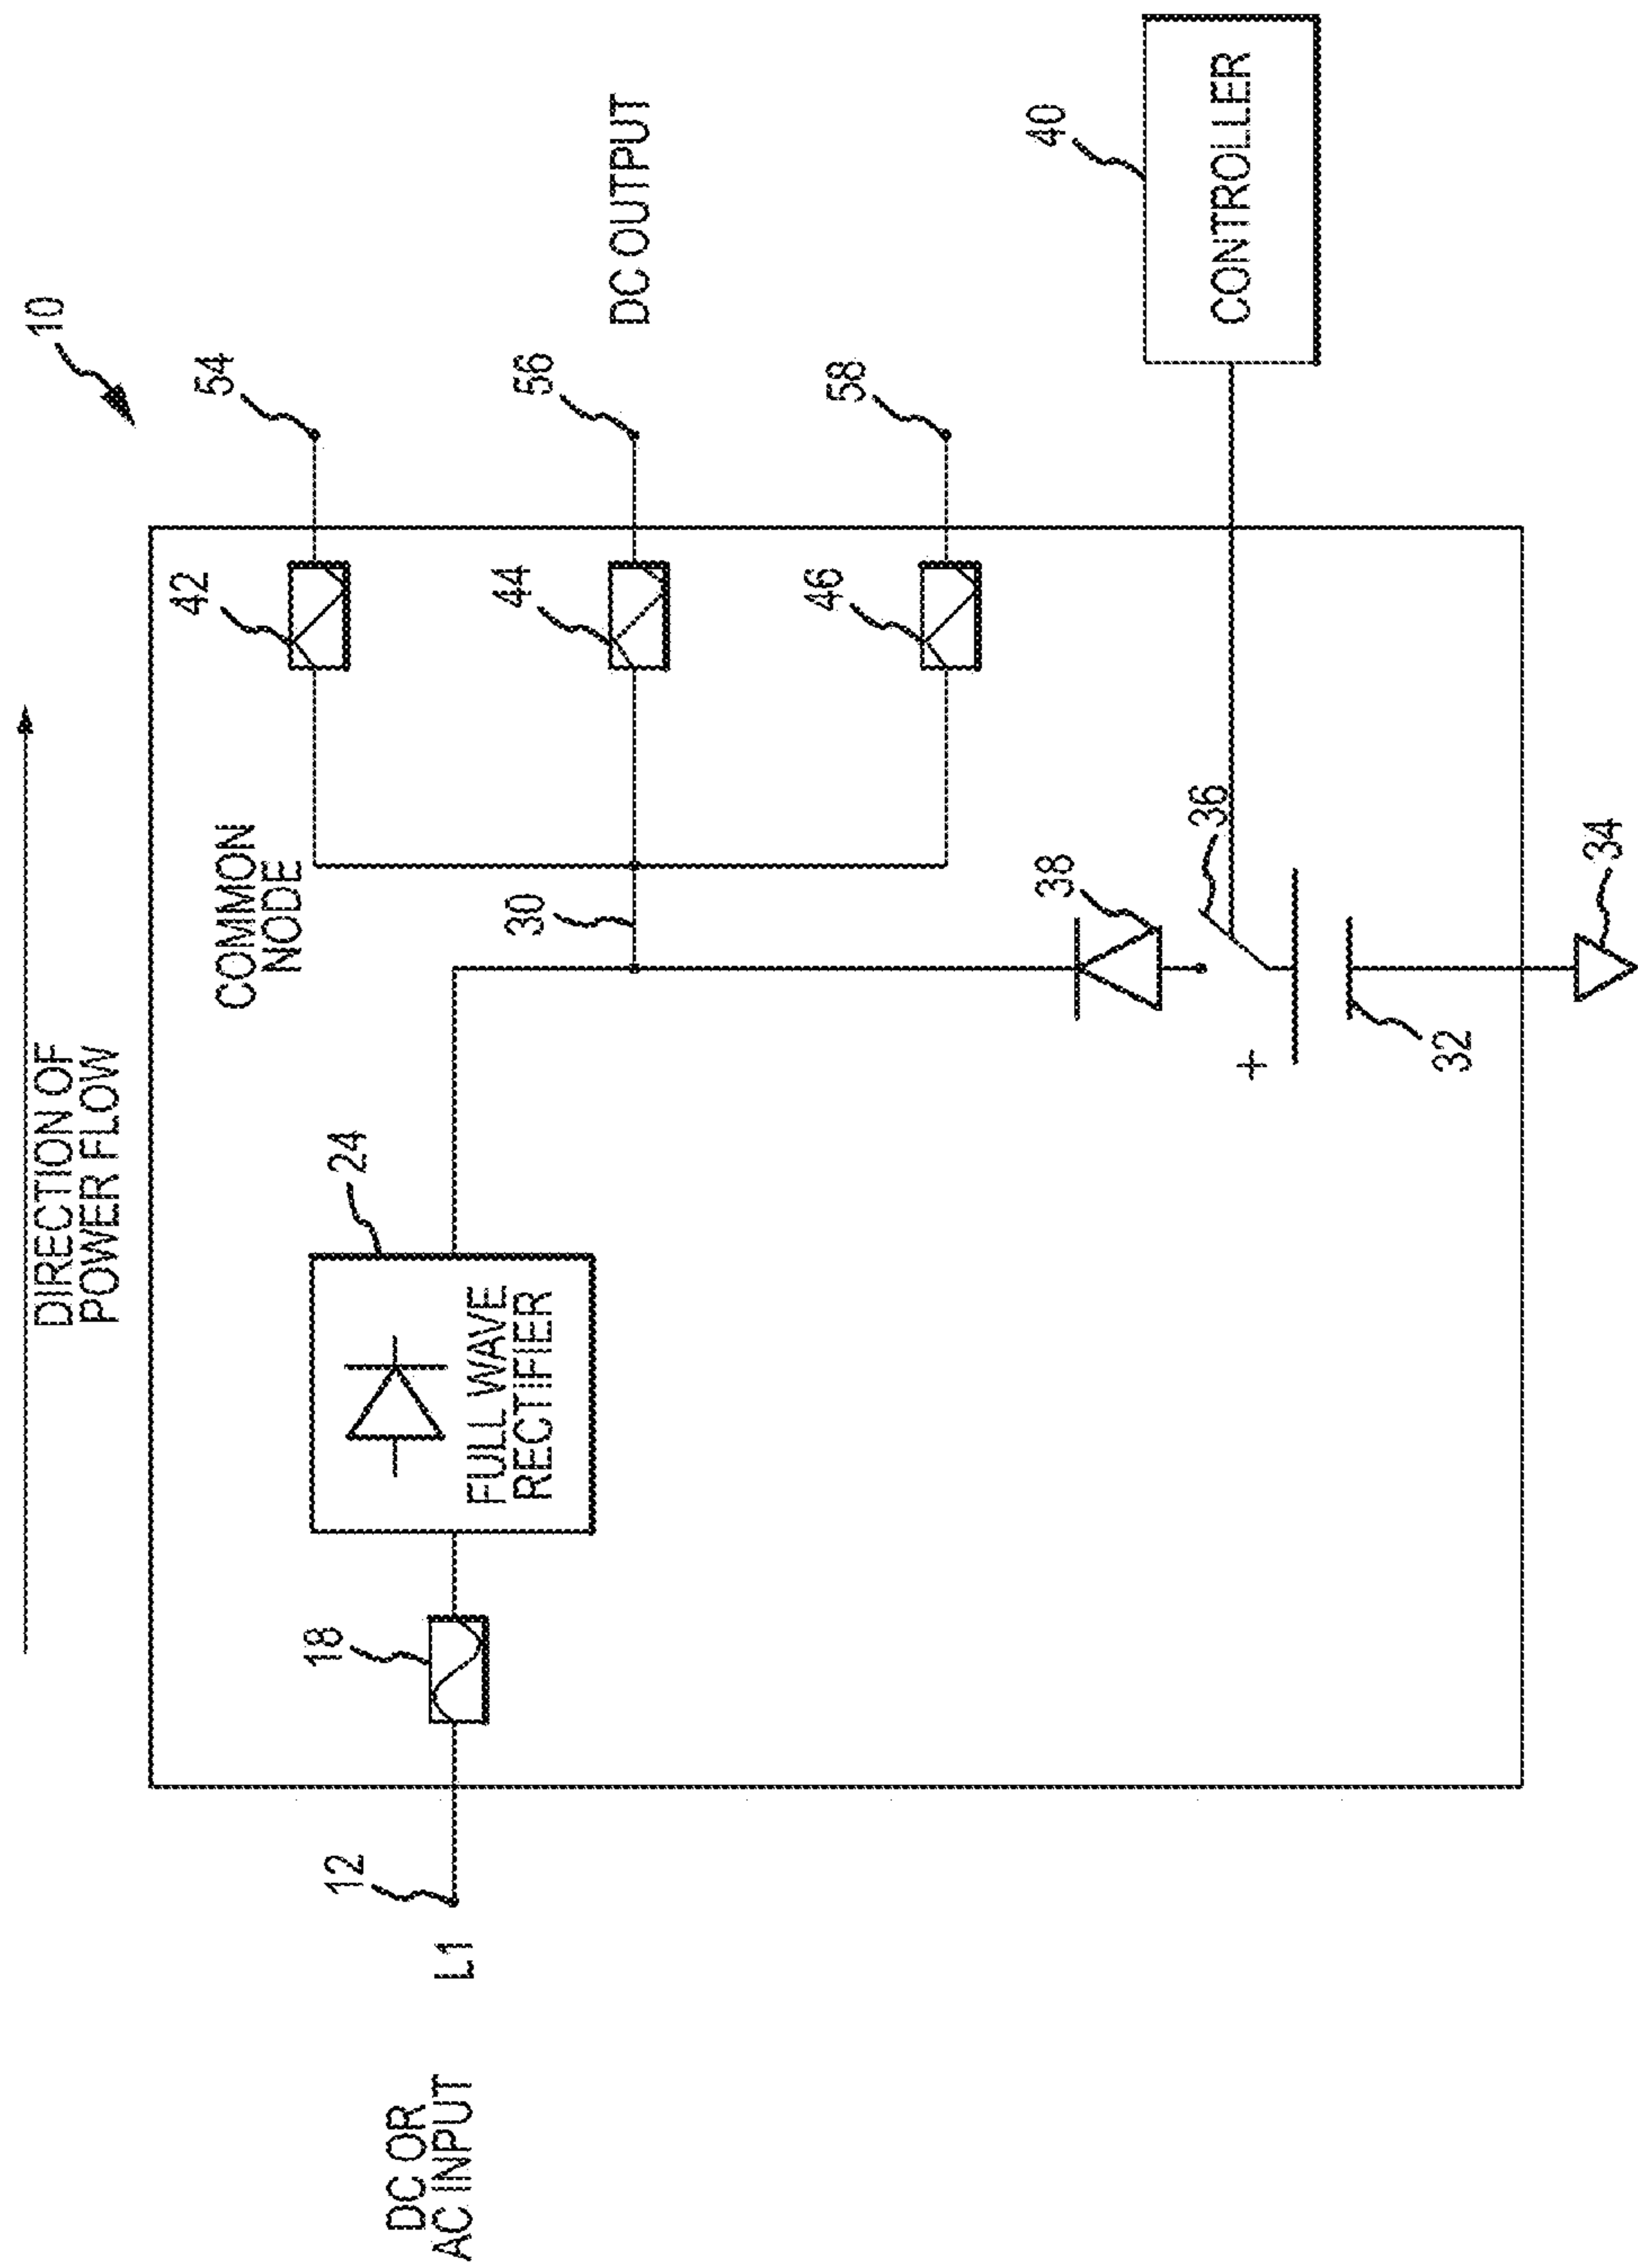 DIRECTION OF
POWER FLOW
10
COMMON
NODE
42
54
18
24
FULL WAVE
RECTIFIER
30
44
56
DC OUTPUT
46
58
DC OR
AC INPUT
L1
12
38
36
+
32
34
40
CONTROLLER